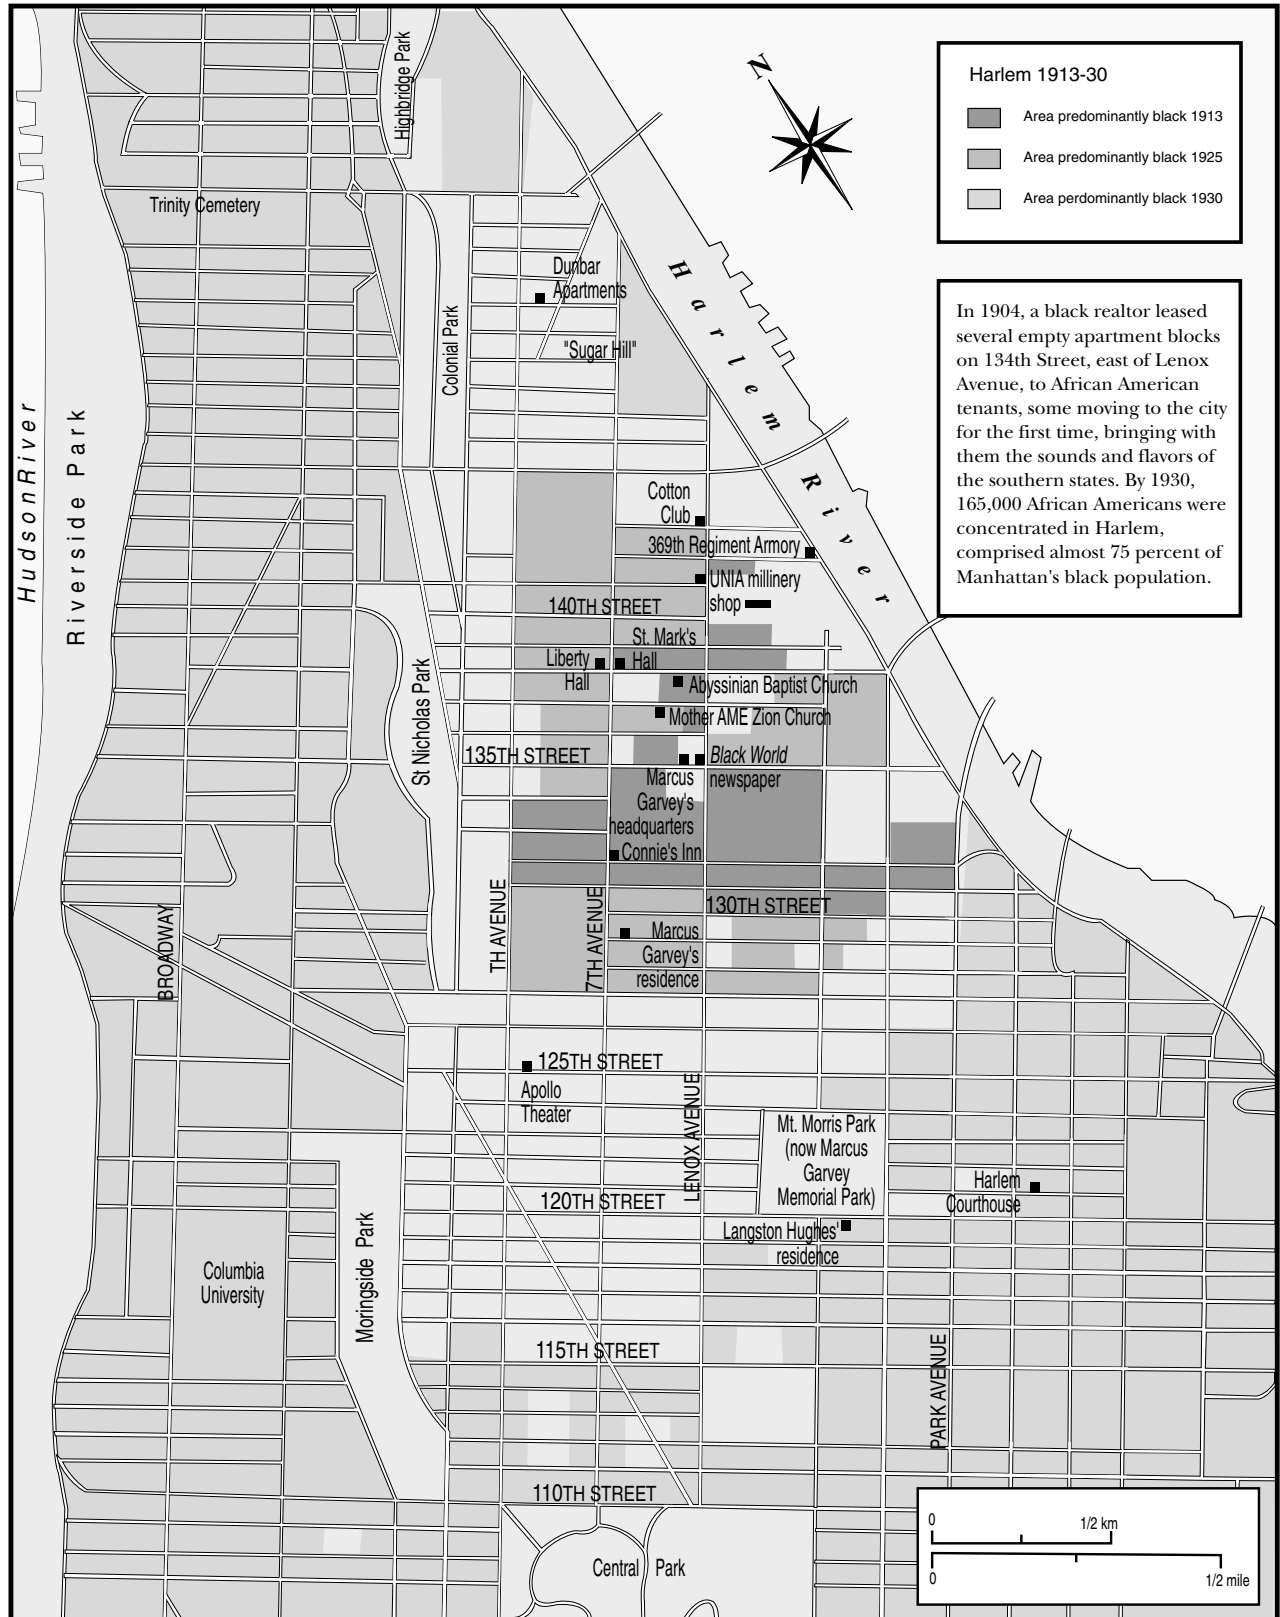 Harlem 1913-30
Area predominantly black 1913
Area predominantly black 1925
Area perdominantly black 1930
In 1904, a black realtor leased
several empty apartment blocks
on 134th Street, east of Lenox
Avenue, to African American
tenants, some moving to the city
for the first time, bringing with
them the sounds and flavors of
the southern states. By 1930,
165,000 African Americans were
concentrated in Harlem,
comprised almost 75 percent of
Manhattan's black population.
N
Highbridge Park
Trinity Cemetery
Dunbar
Apartments
"Sugar Hill"
Colonial Park
Harlem River
HudsonRiver
Riverside Park
Cotton
Club
369th Regiment Armory
UNIA millinery
shop
140TH STREET
St. Mark's
Hall
Liberty
Hall
Abyssinian Baptist Church
Mother AME Zion Church
St Nicholas Park
135TH STREET
Black World
newspaper
Marcus
Garvey's
headquarters
Connie's Inn
130TH STREET
TH AVENUE
7TH AVENUE
BROADWAY
Marcus
Garvey's
residence
125TH STREET
Apollo
Theater
LENOX AVENUE
Mt. Morris Park
(now Marcus
Garvey
Memorial Park)
Harlem
Courthouse
120TH STREET
Langston Hughes'
residence
Columbia
University
Moringside Park
115TH STREET
PARK AVENUE
110TH STREET
Central Park
0
1/2 km
0
1/2 mile